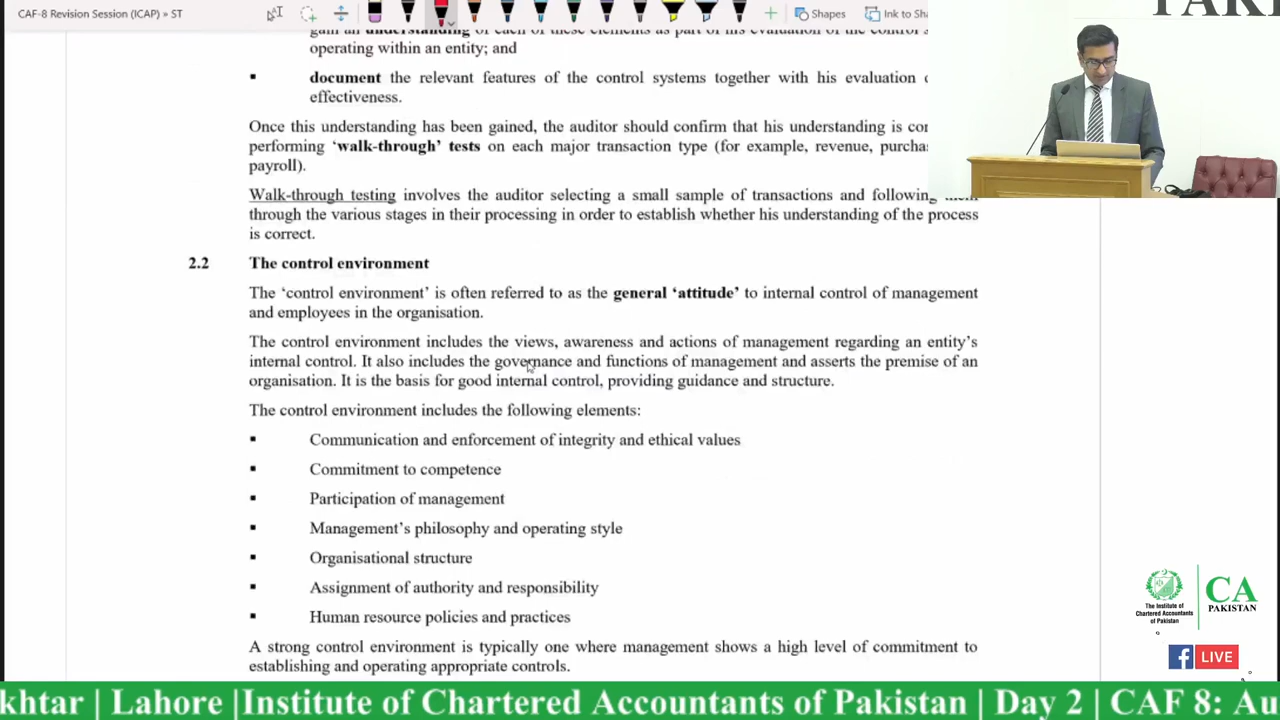 CAF-8 Revision Session (ICAP) » ST
Shapes
Ink to Sh
gain an understanding of each of these elements as part of his evaluation of the control s
operating within an entity; and
▪ document the relevant features of the control systems together with his evaluation
effectiveness.
Once this understanding has been gained, the auditor should confirm that his understanding is
performing ‘walk-through’ tests on each major transaction type (for example, revenue,
payroll).
Walk-through testing involves the auditor selecting a small sample of transactions and following them
through the various stages in their processing in order to establish whether his understanding of the process
is correct.
2.2 The control environment
The ‘control environment’ is often referred to as the general ‘attitude’ to internal control of management
and employees in the organisation.
The control environment includes the views, awareness and actions of management regarding an entity’s
internal control. It also includes the governance and functions of management and asserts the premise of an
organisation. It is the basis for good internal control, providing guidance and structure.
The control environment includes the following elements:
▪ Communication and enforcement of integrity and ethical values
▪ Commitment to competence
▪ Participation of management
▪ Management’s philosophy and operating style
▪ Organisational structure
▪ Assignment of authority and responsibility
▪ Human resource policies and practices
A strong control environment is typically one where management shows a high level of commitment to
establishing and operating appropriate controls.
The Institute of
Chartered Accountants
of Pakistan
CA
PAKISTAN
LIVE
khtar | Lahore |Institute of Chartered Accountants of Pakistan | Day 2 | CAF 8: Au